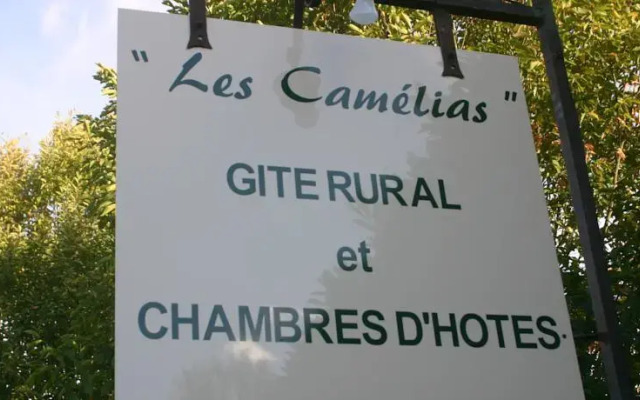 " Les Camélias "
GITE RURAL
et
CHAMBRES D'HOTES